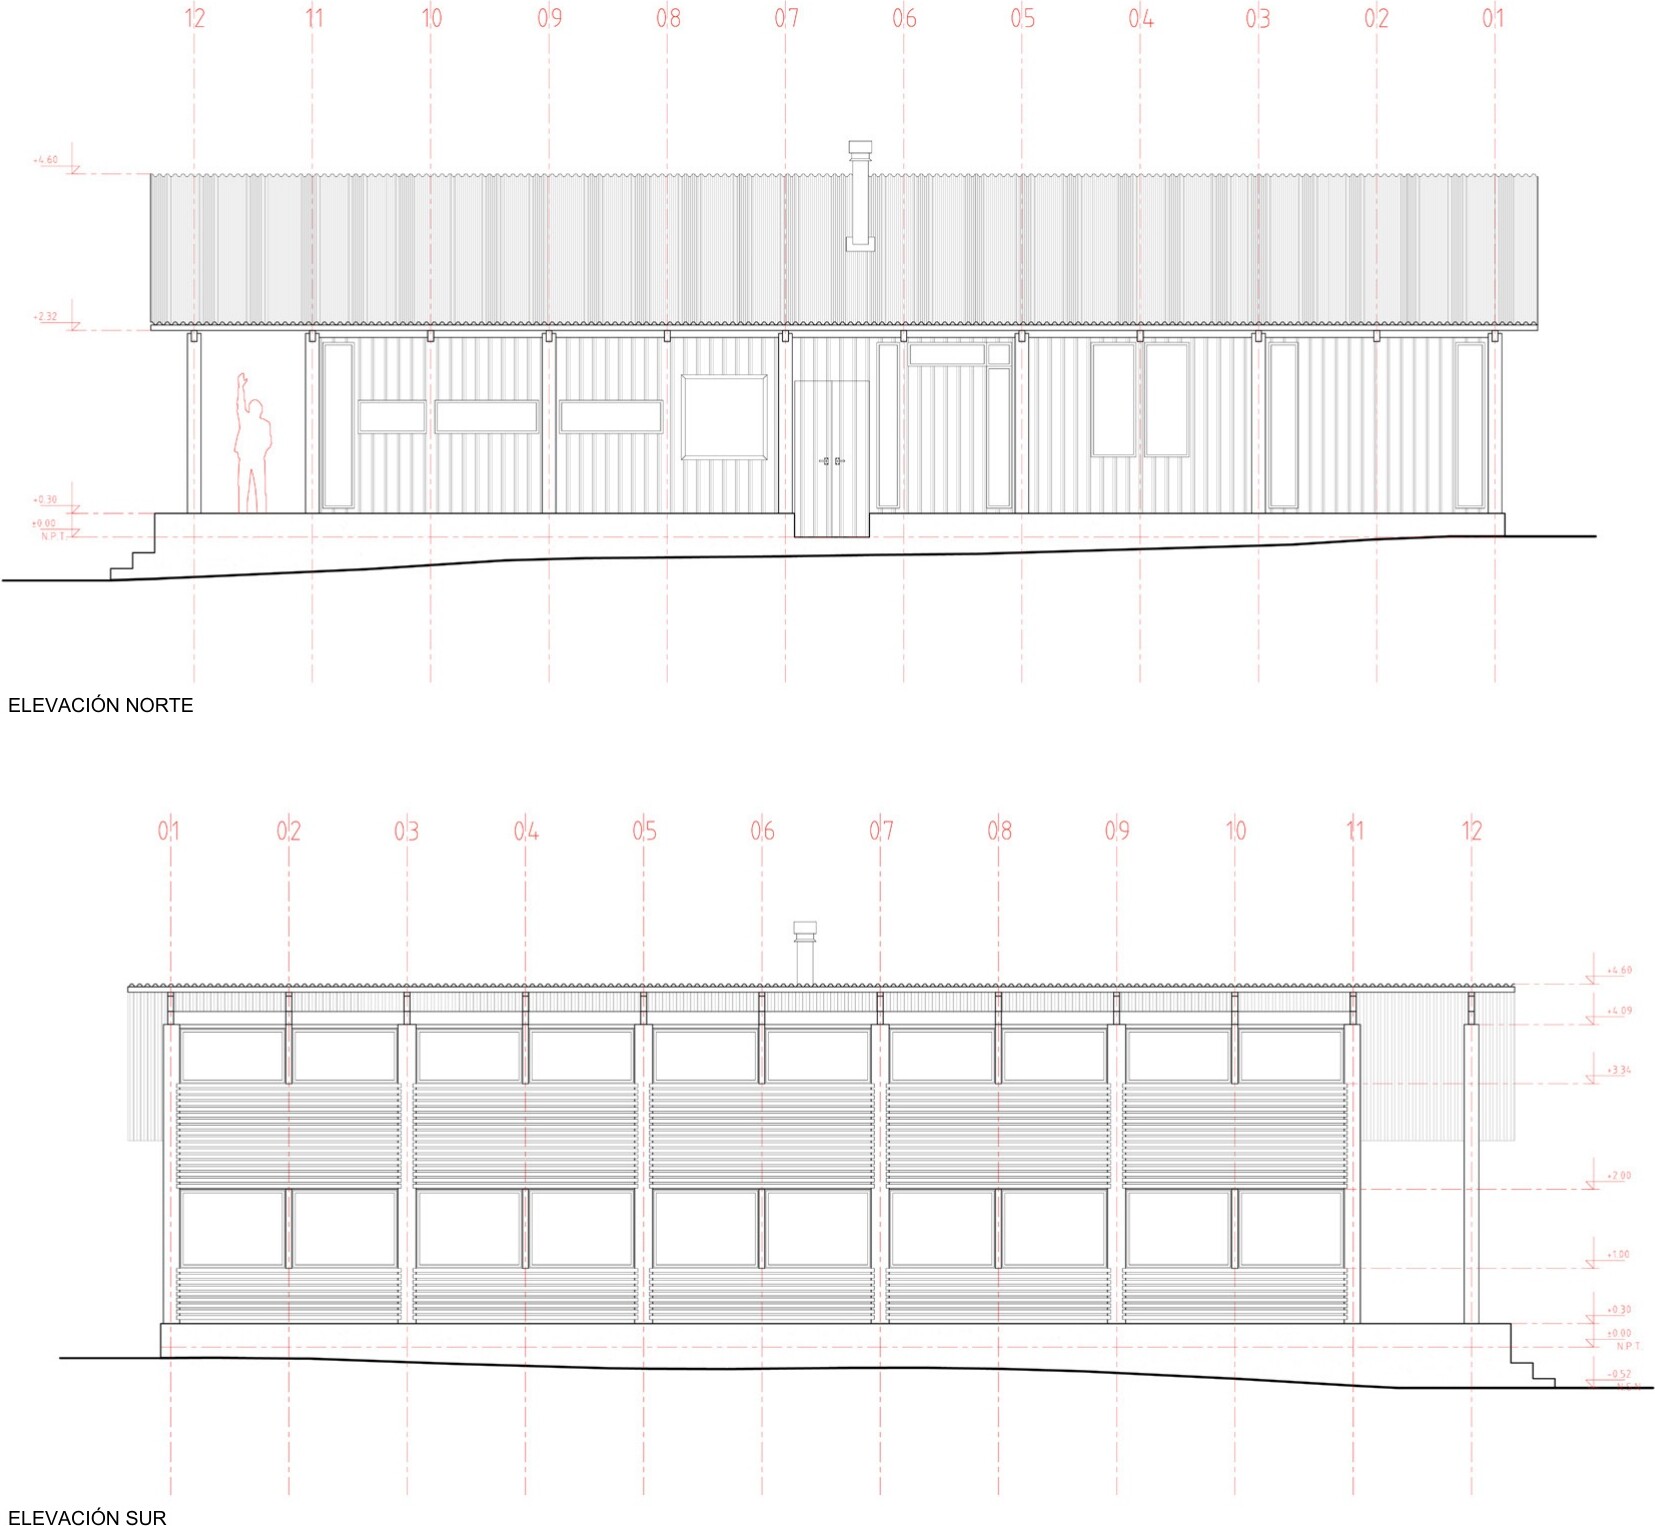 12 11 10 09 08 07 06 05 04 03 02 01
+4.60
+2.32
+0.30
±0.00
N.P.T.
ELEVACIÓN NORTE
01 02 03 04 05 06 07 08 09 10 11 12
+4.60
+4.09
+3.34
+2.00
+1.00
+0.30
±0.00
N.P.T.
-0.52
ELEVACIÓN SUR